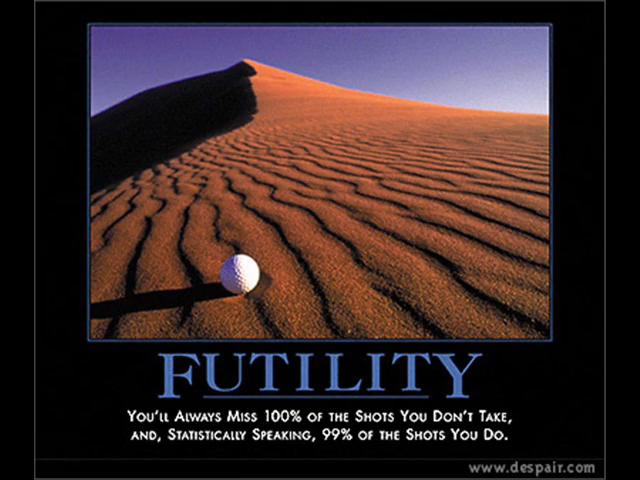 FUTILITY
YOU'LL ALWAYS MISS 100% OF THE SHOTS YOU DON'T TAKE,
AND, STATISTICALLY SPEAKING, 99% OF THE SHOTS YOU DO.
www.despair.com